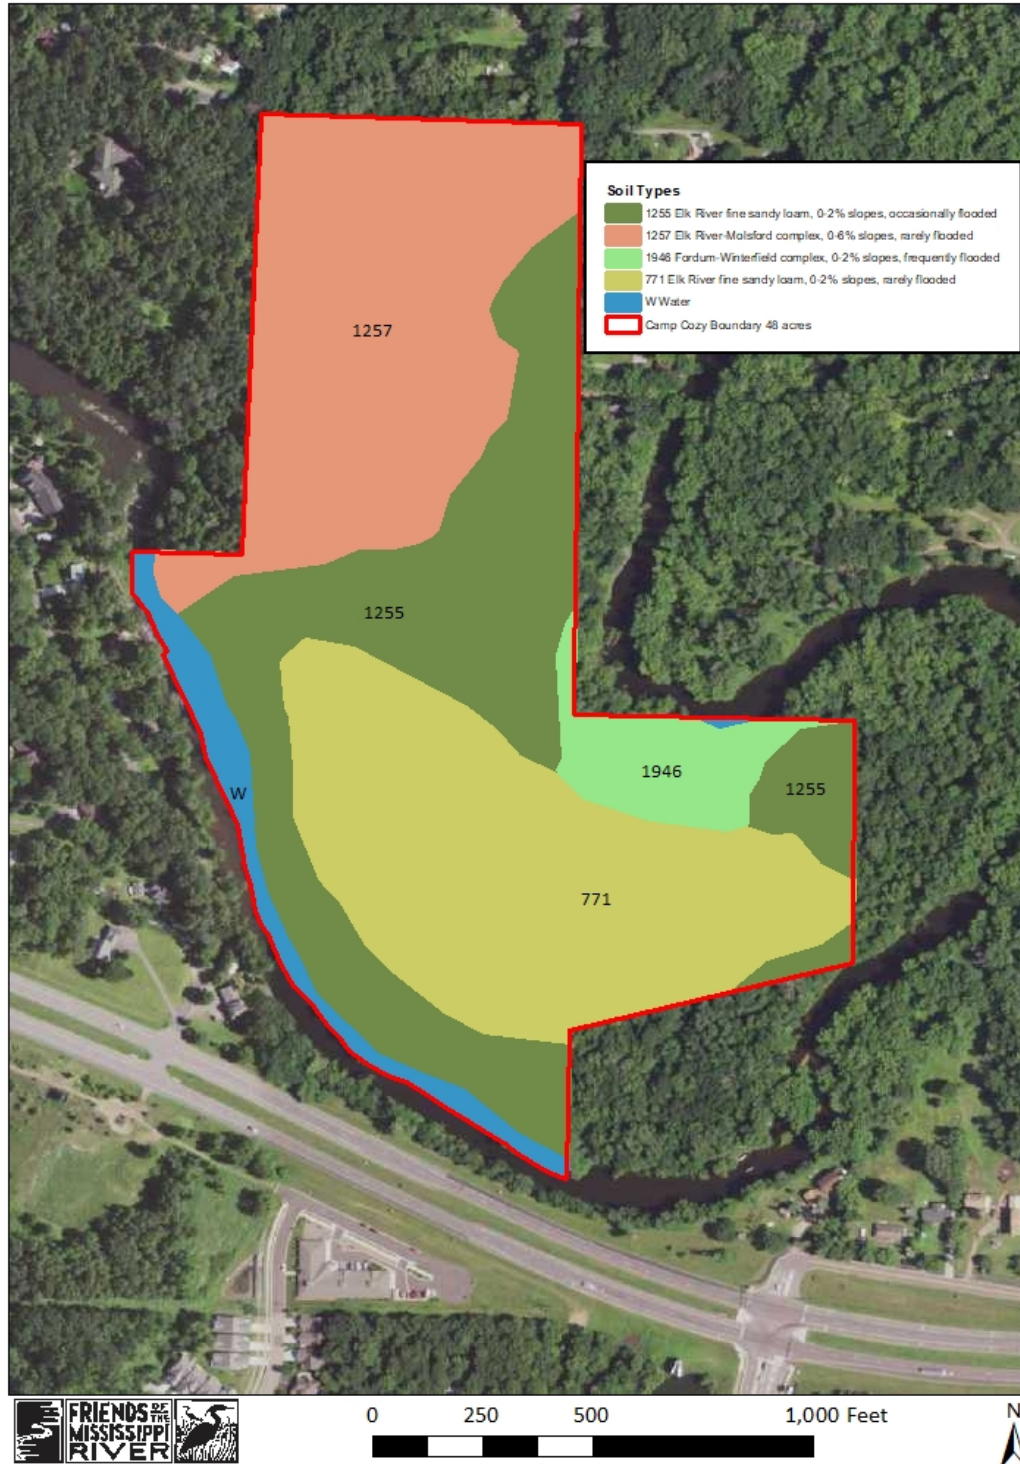 Soil Types
1255 Elk River fine sandy loam, 0-2% slopes, occasionally flooded
1257 Elk River-Molsford complex, 0-6% slopes, rarely flooded
1946 Fordum-Winterfield complex, 0-2% slopes, frequently flooded
771 Elk River fine sandy loam, 0-2% slopes, rarely flooded
W Water
Camp Cozy Boundary 48 acres
1257
1255
1946
1255
W
771
FRIENDS OF THE
MISSISSIPPI
RIVER
0 250 500 1,000 Feet
N